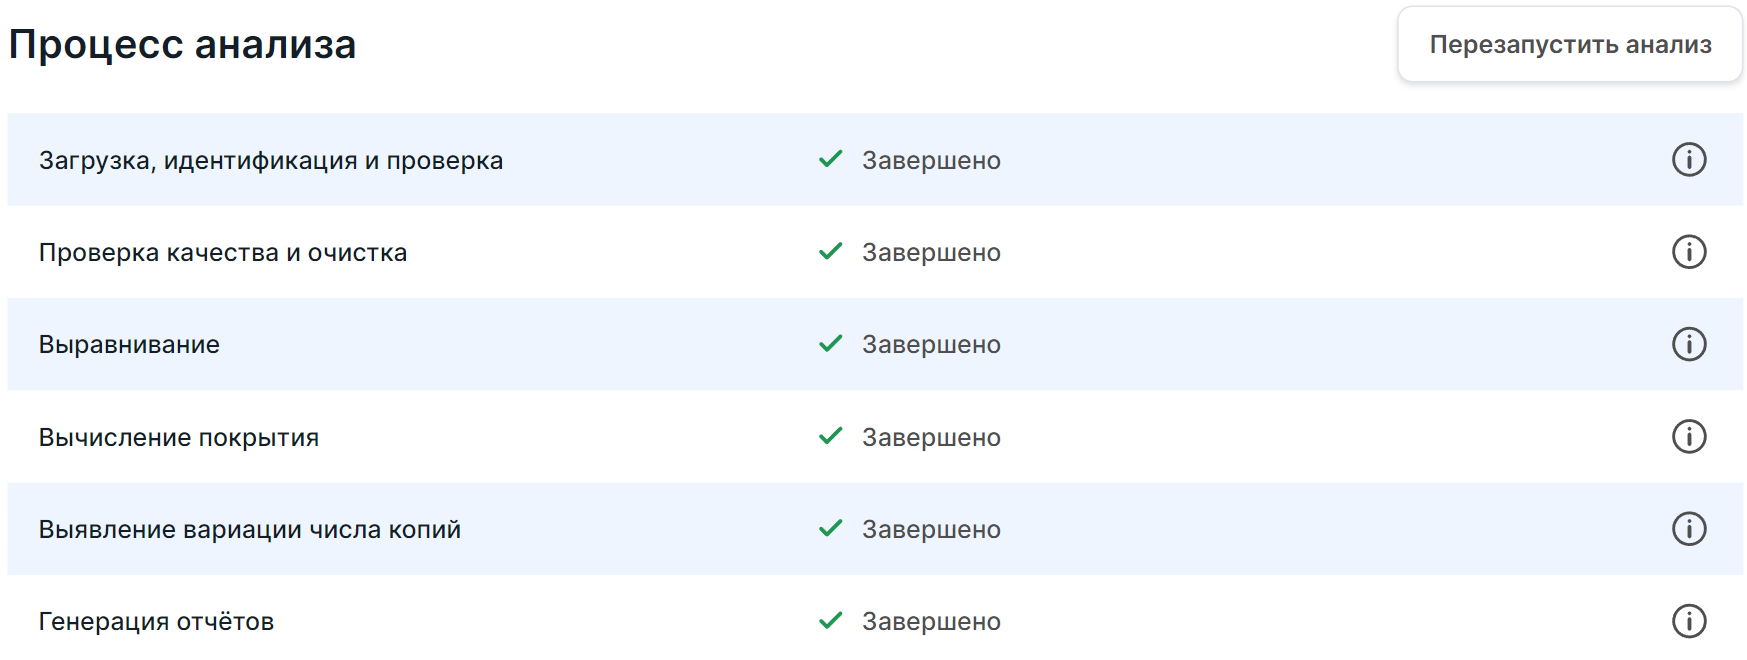 Процесс анализа
Перезапустить анализ
Загрузка, идентификация и проверка
Завершено
Проверка качества и очистка
Завершено
Выравнивание
Завершено
Вычисление покрытия
Завершено
Выявление вариации числа копий
Завершено
Генерация отчётов
Завершено